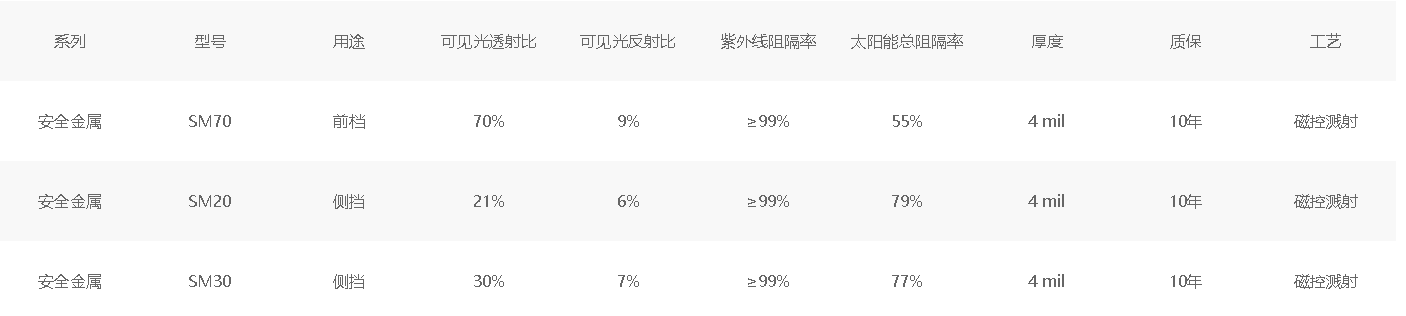 系列 型号 用途 可见光透射比 可见光反射比 紫外线阻隔率 太阳能总阻隔率 厚度 质保 工艺
安全金属 SM70 前档 70% 9% ≥99% 55% 4 mil 10年 磁控溅射
安全金属 SM20 侧挡 21% 6% ≥99% 79% 4 mil 10年 磁控溅射
安全金属 SM30 侧挡 30% 7% ≥99% 77% 4 mil 10年 磁控溅射